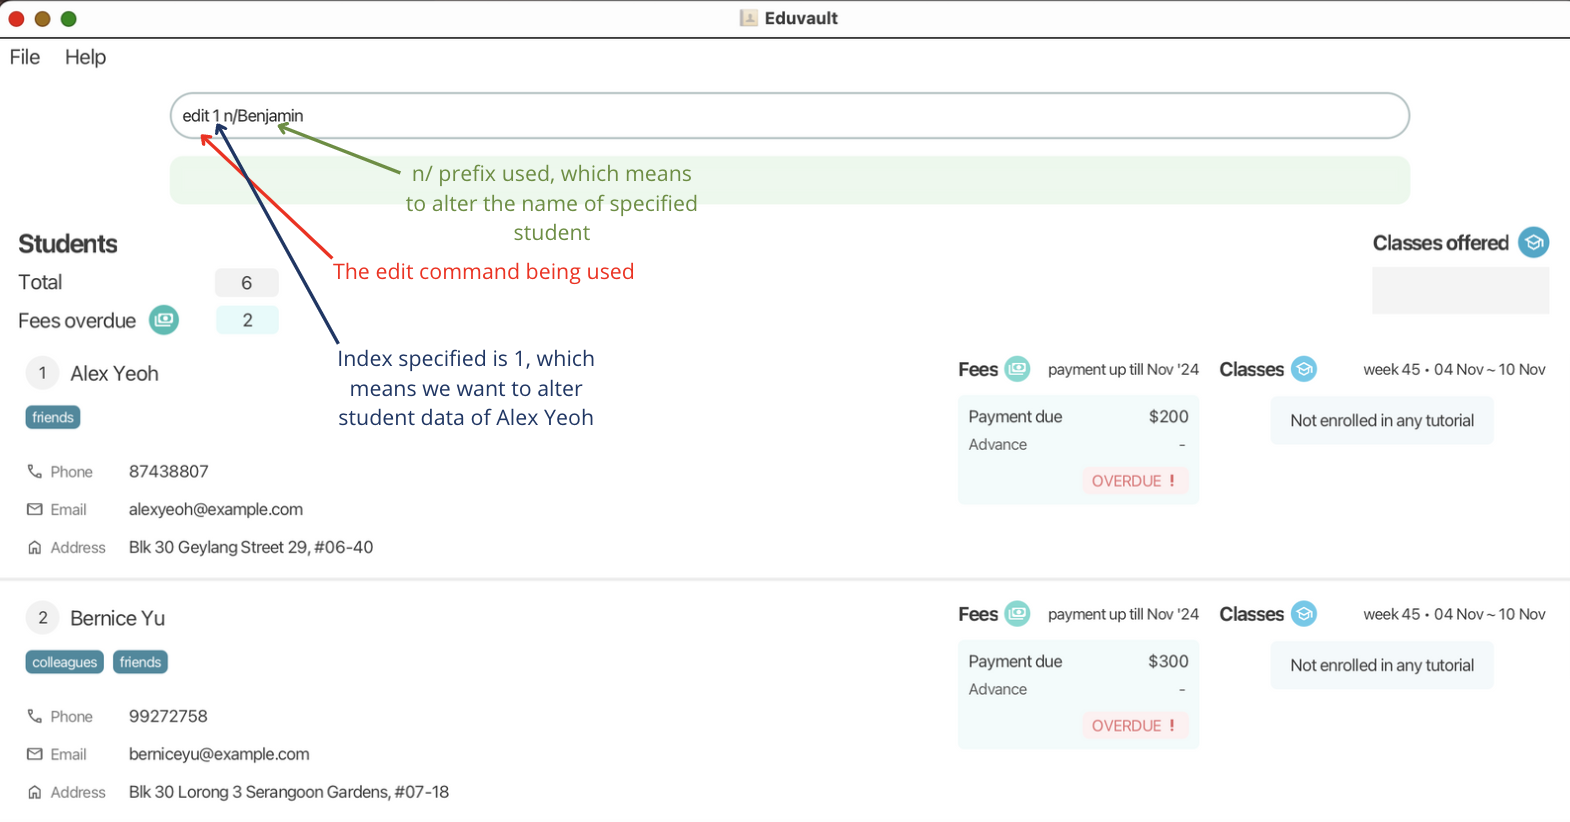 Eduvault
File Help
edit 1 n/Benjamin
n/ prefix used, which means
to alter the name of specified
student
The edit command being used
Index specified is 1, which
means we want to alter
student data of Alex Yeoh
Students
Total 6
Fees overdue 2
Classes offered
1 Alex Yeoh
friends
Phone 87438807
Email alexyeoh@example.com
Address Blk 30 Geylang Street 29, #06-40
Fees payment up till Nov '24
Payment due $200
Advance -
OVERDUE !
Classes week 45 • 04 Nov ~ 10 Nov
Not enrolled in any tutorial
2 Bernice Yu
colleagues friends
Phone 99272758
Email berniceyu@example.com
Address Blk 30 Lorong 3 Serangoon Gardens, #07-18
Fees payment up till Nov '24
Payment due $300
Advance -
OVERDUE !
Classes week 45 • 04 Nov ~ 10 Nov
Not enrolled in any tutorial